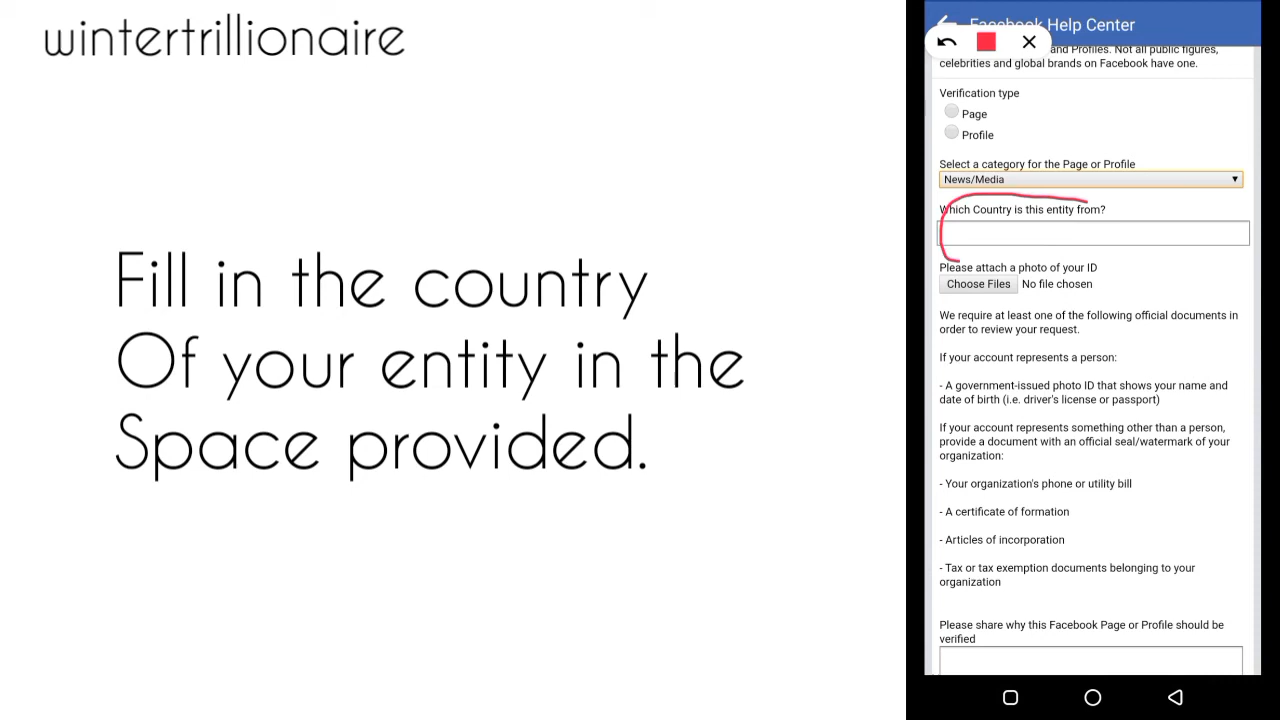 wintertrillionaire
Fill in the country
Of your entity in the
Space provided.
Facebook Help Center
and Profiles. Not all public figures,
celebrities and global brands on Facebook have one.
Verification type
Page
Profile
Select a category for the Page or Profile
News/Media
Which Country is this entity from?
Please attach a photo of your ID
Choose Files No file chosen
We require at least one of the following official documents in
order to review your request.
If your account represents a person:
- A government-issued photo ID that shows your name and
date of birth (i.e. driver's license or passport)
If your account represents something other than a person,
provide a document with an official seal/watermark of your
organization:
- Your organization's phone or utility bill
- A certificate of formation
- Articles of incorporation
- Tax or tax exemption documents belonging to your
organization
Please share why this Facebook Page or Profile should be
verified